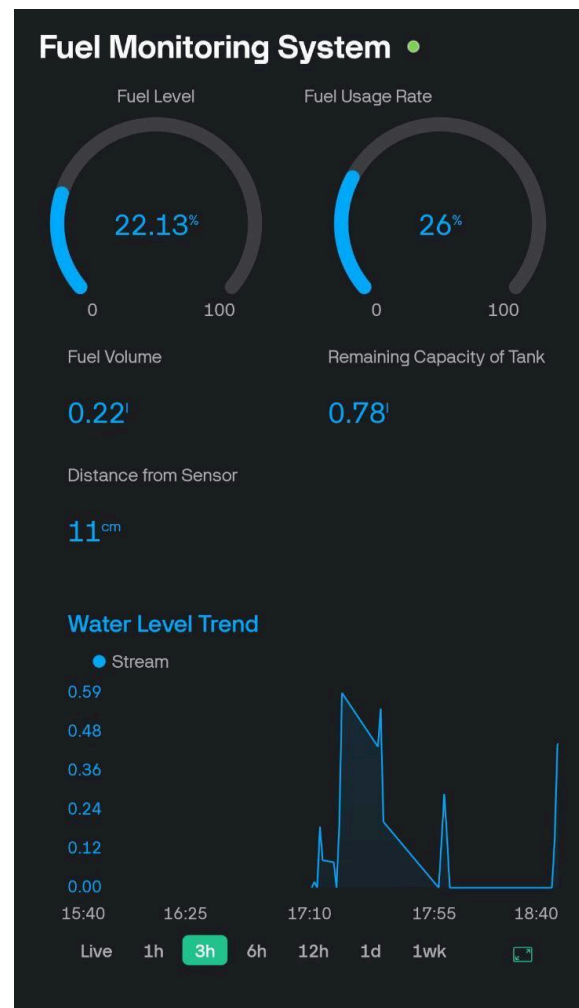 Fuel Monitoring System
Fuel Level
Fuel Usage Rate
22.13%
26%
0 100
0 100
Fuel Volume
Remaining Capacity of Tank
0.22l
0.78l
Distance from Sensor
11cm
Water Level Trend
Stream
0.59
0.48
0.36
0.24
0.12
0.00
15:40 16:25 17:10 17:55 18:40
Live 1h 3h 6h 12h 1d 1wk